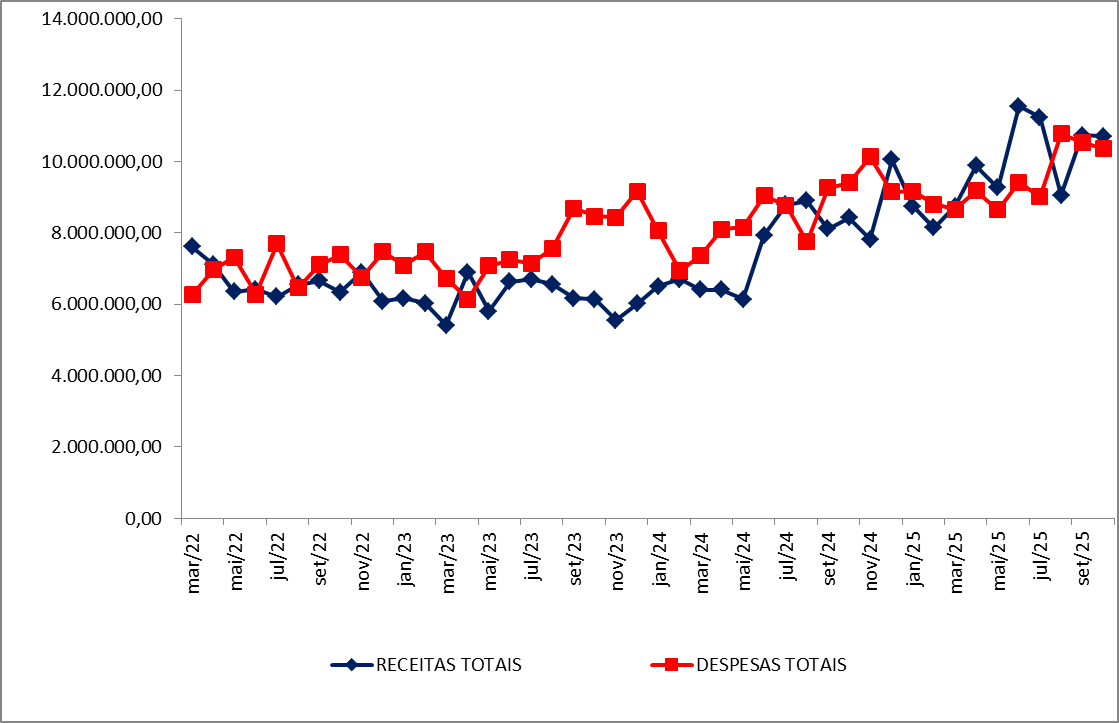 14.000.000,00
12.000.000,00
10.000.000,00
8.000.000,00
6.000.000,00
4.000.000,00
2.000.000,00
0,00
mar/22
mai/22
jul/22
set/22
nov/22
jan/23
mar/23
mai/23
jul/23
set/23
nov/23
jan/24
mar/24
mai/24
jul/24
set/24
nov/24
jan/25
mar/25
mai/25
jul/25
set/25
RECEITAS TOTAIS
DESPESAS TOTAIS